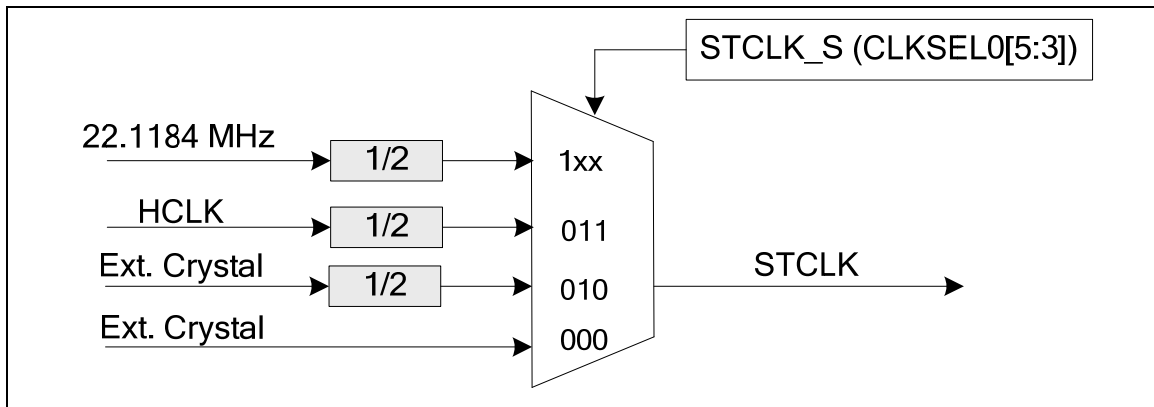 STCLK_S (CLKSEL0[5:3])
22.1184 MHz
1/2
1xx
HCLK
1/2
011
Ext. Crystal
1/2
010
STCLK
Ext. Crystal
000